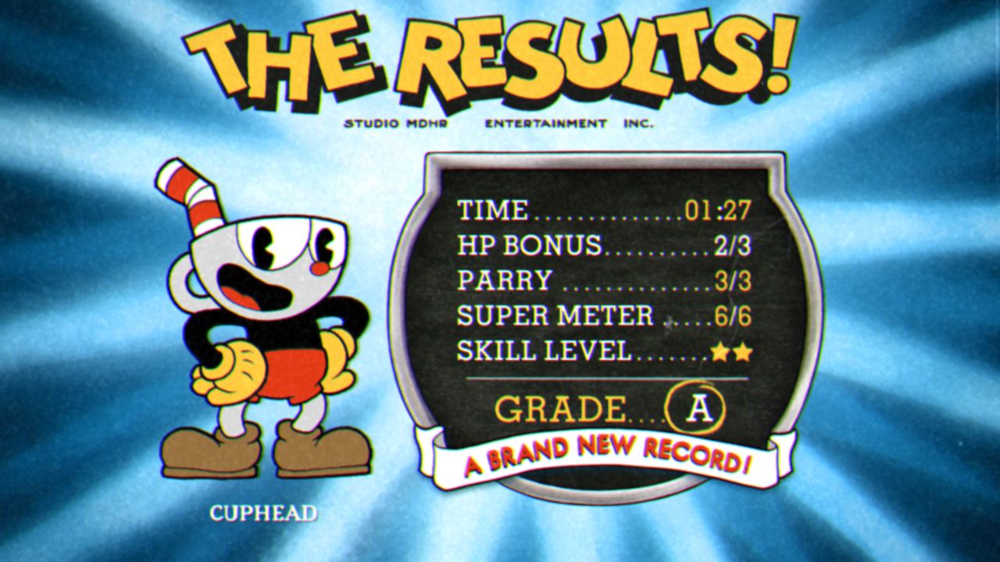 THE RESULTS!
STUDIO MDHR ENTERTAINMENT INC.
TIME..............01:27
HP BONUS..........2/3
PARRY ..............3/3
SUPER METER .....6/6
SKILL LEVEL.......★★
GRADE....A
A BRAND NEW RECORD!
CUPHEAD